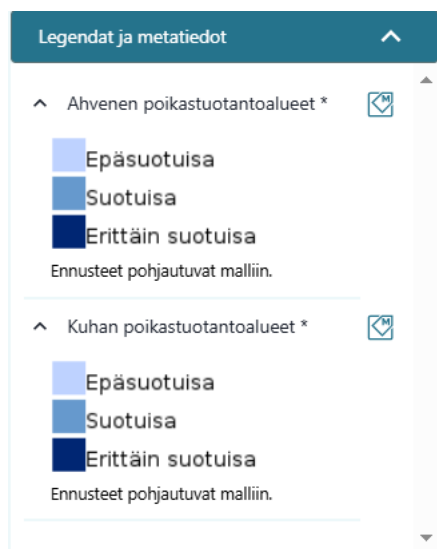 Legendat ja metatiedot
Ahvenen poikastuotantoalueet *
M
Epäsuotuisa
Suotuisa
Erittäin suotuisa
Ennusteet pohjautuvat malliin.
Kuhan poikastuotantoalueet *
M
Epäsuotuisa
Suotuisa
Erittäin suotuisa
Ennusteet pohjautuvat malliin.